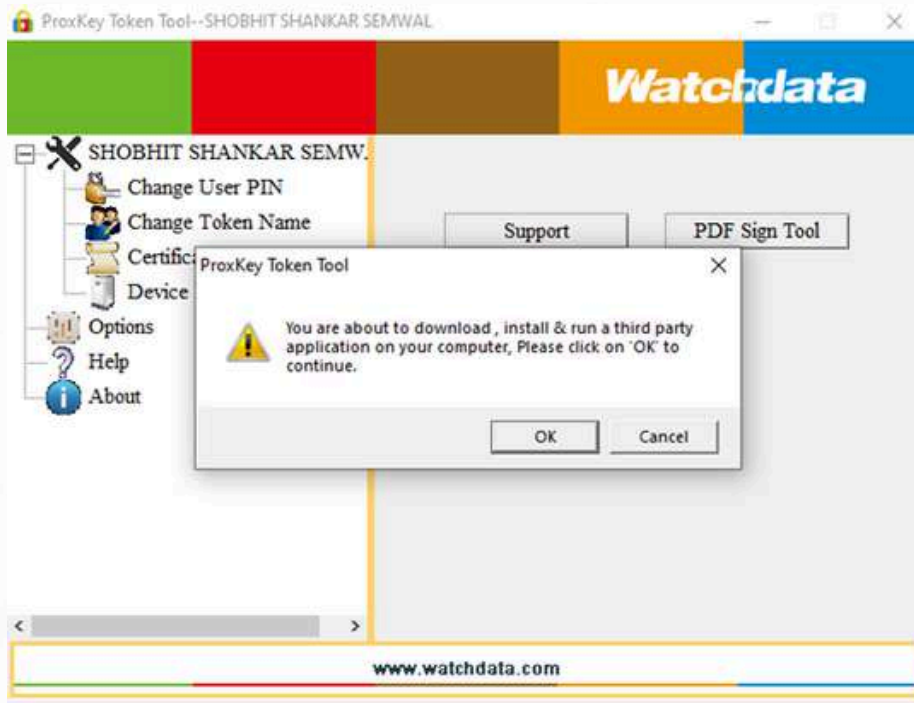 ProxKey Token Tool--SHOBHIT SHANKAR SEMWAL
Watchdata
SHOBHIT SHANKAR SEMW.
Change User PIN
Change Token Name
Support
PDF Sign Tool
Certific
Device
Options
Help
About
ProxKey Token Tool
You are about to download , install & run a third party
application on your computer, Please click on 'OK' to
continue.
OK
Cancel
www.watchdata.com